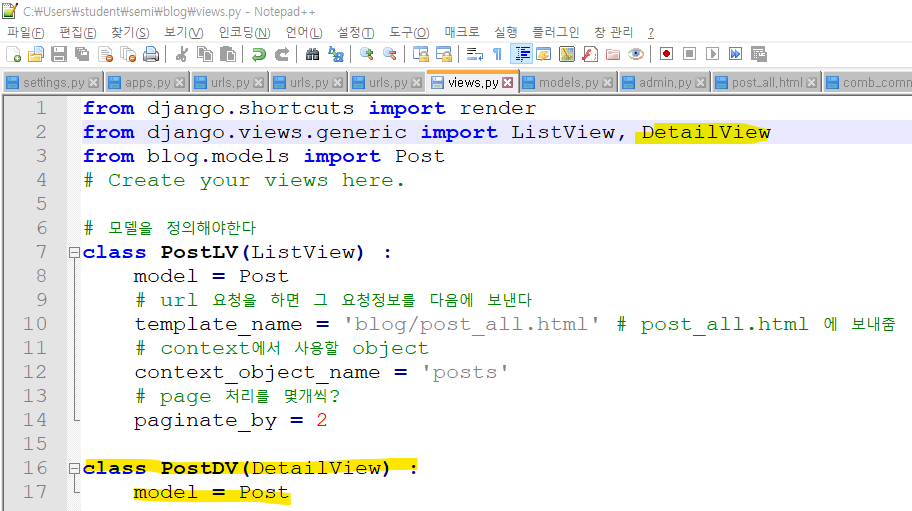 C:₩Users₩student₩semi₩blog₩views.py - Notepad++
파일(F) 편집(E) 찾기(S) 보기(V) 인코딩(N) 언어(L) 설정(T) 도구(O) 매크로 실행 플러그인 창 관리 ?
settings.py apps.py urls.py urls.py urls.py views.py models.py admin.py post_all.html comb_comm
1 from django.shortcuts import render
2 from django.views.generic import ListView, DetailView
3 from blog.models import Post
4 # Create your views here.
5
6 # 모델을 정의해야한다
7 class PostLV(ListView) :
8 model = Post
9 # url 요청을 하면 그 요청정보를 다음에 보낸다
10 template_name = 'blog/post_all.html' # post_all.html 에 보내줌
11 # context에서 사용할 object
12 context_object_name = 'posts'
13 # page 처리를 몇개씩?
14 paginate_by = 2
15
16 class PostDV(DetailView) :
17 model = Post